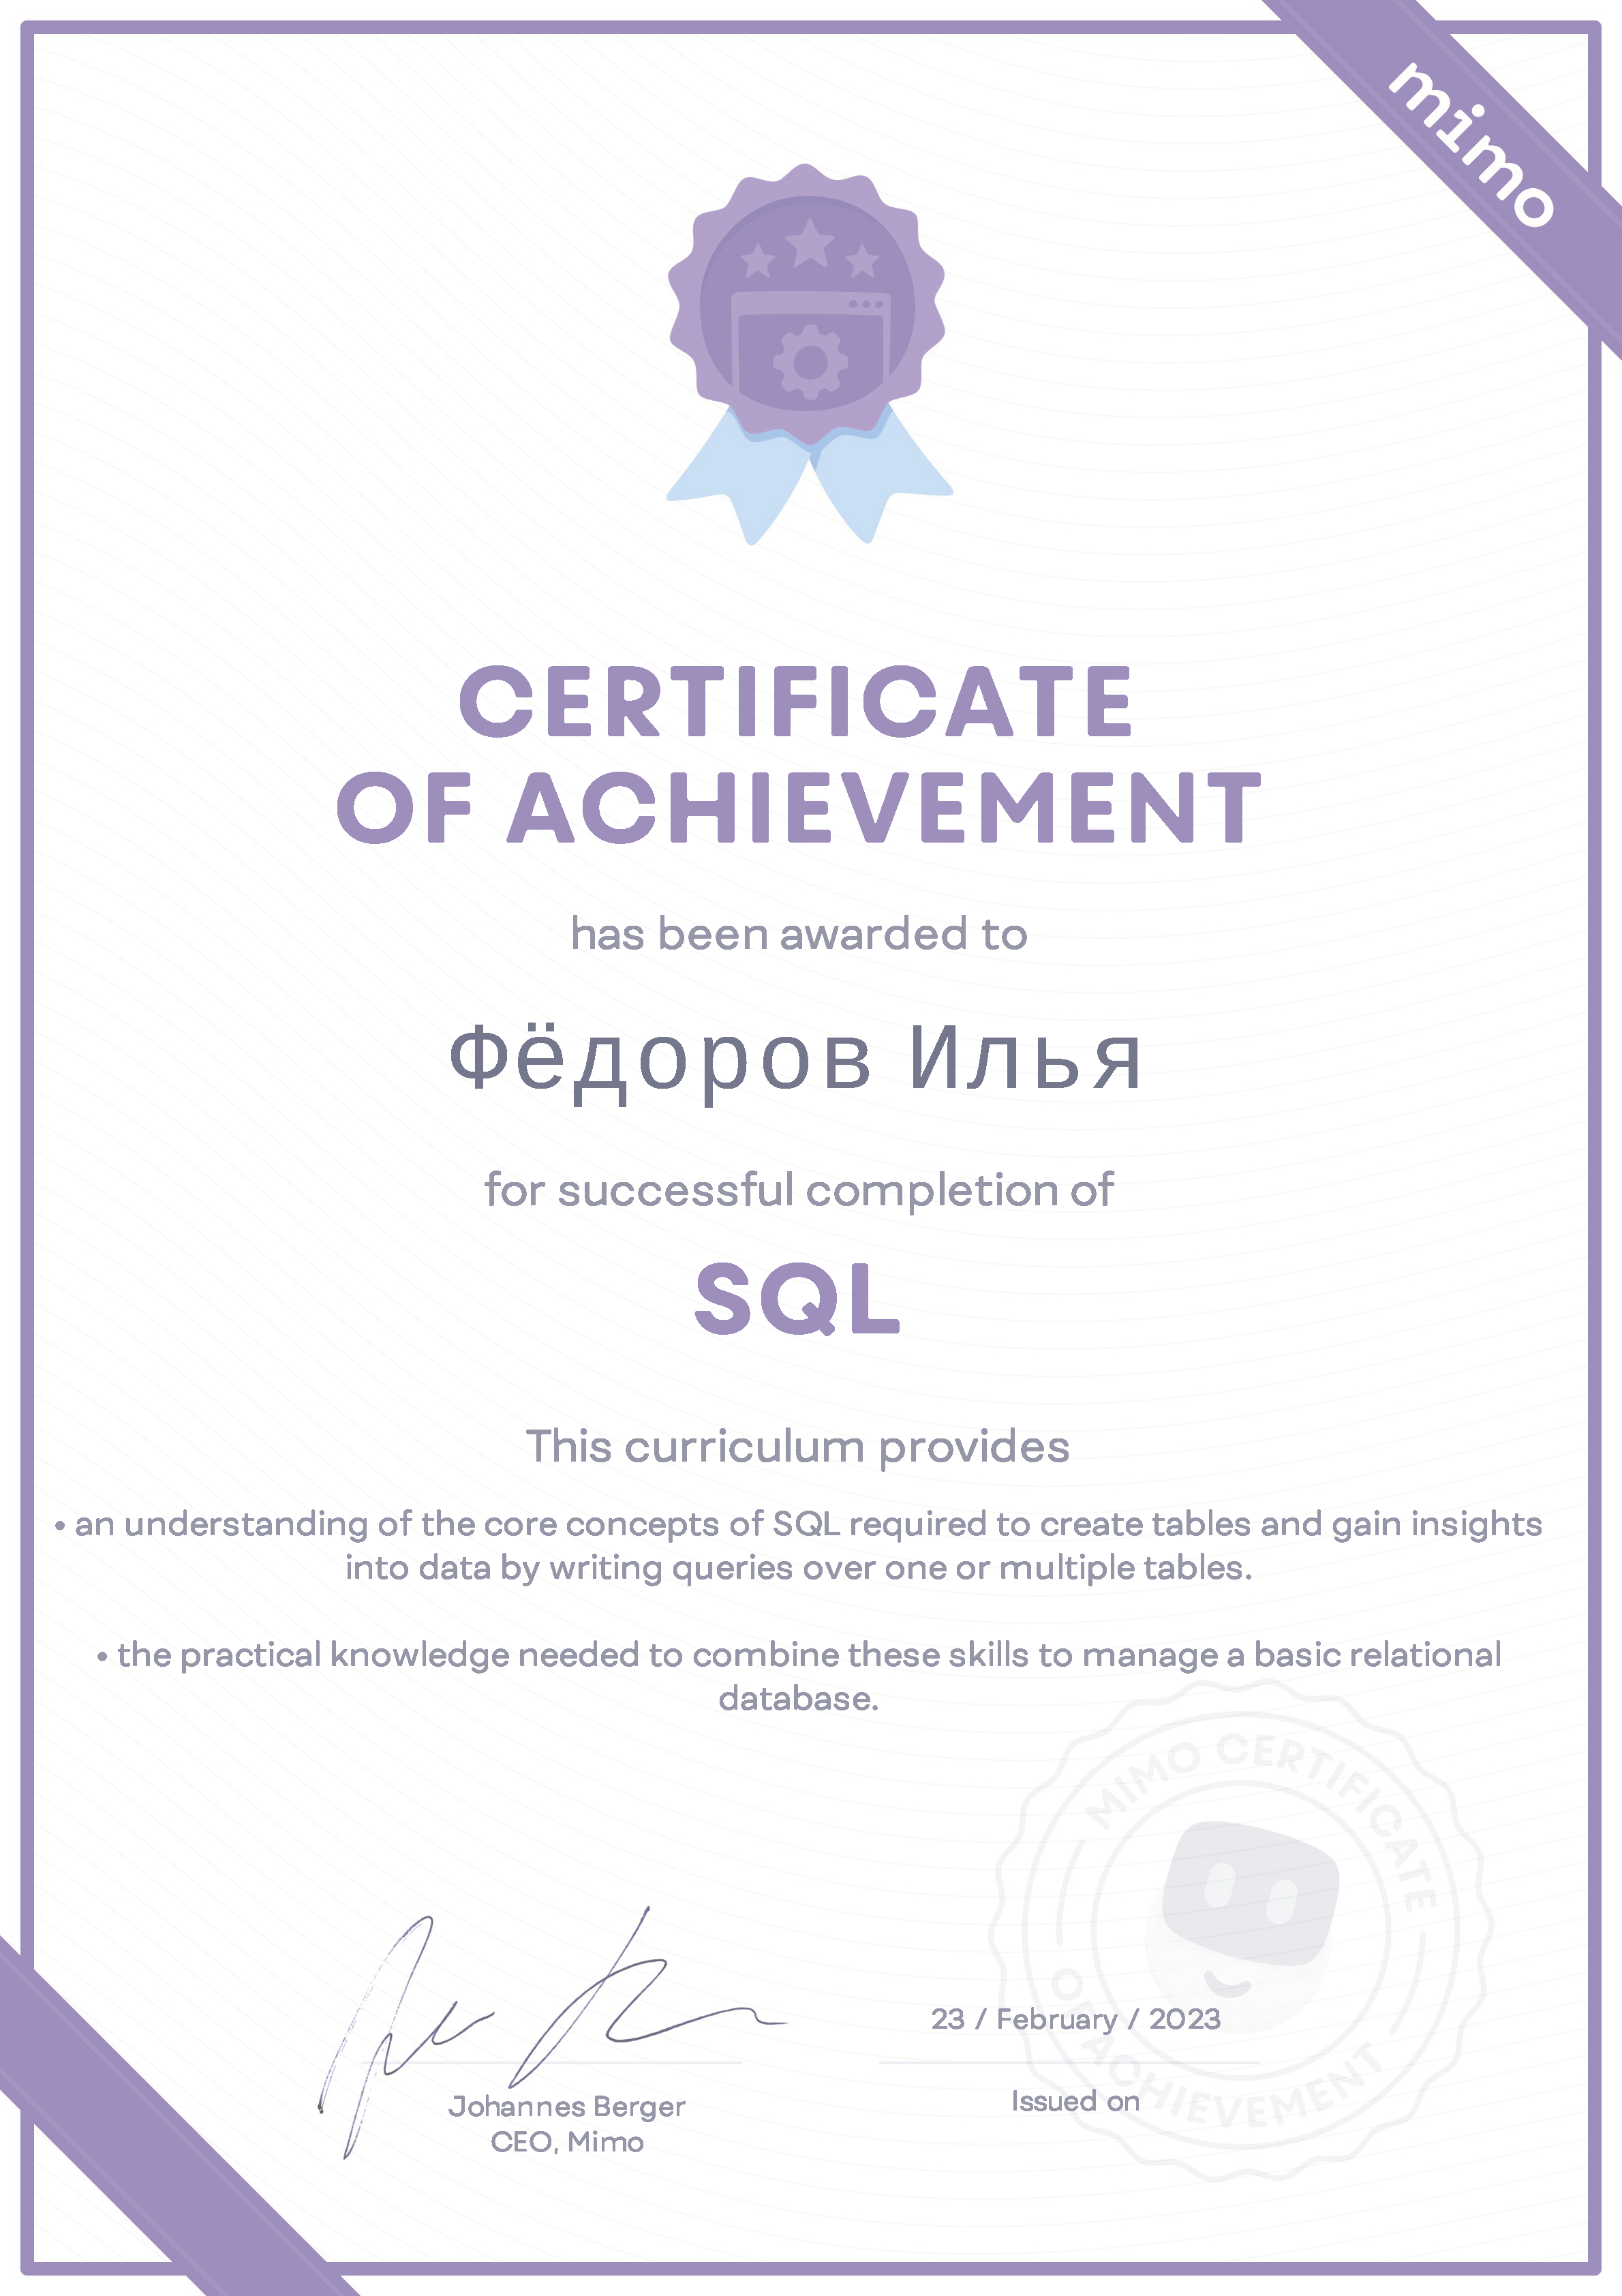 mimo
CERTIFICATE
OF ACHIEVEMENT
has been awarded to
Фёдоров Илья
for successful completion of
SQL
This curriculum provides
• an understanding of the core concepts of SQL required to create tables and gain insights
into data by writing queries over one or multiple tables.
• the practical knowledge needed to combine these skills to manage a basic relational
database.
MIMO CERTIFICATE
OF ACHIEVEMENT
23 / February / 2023
Issued on
Johannes Berger
CEO, Mimo